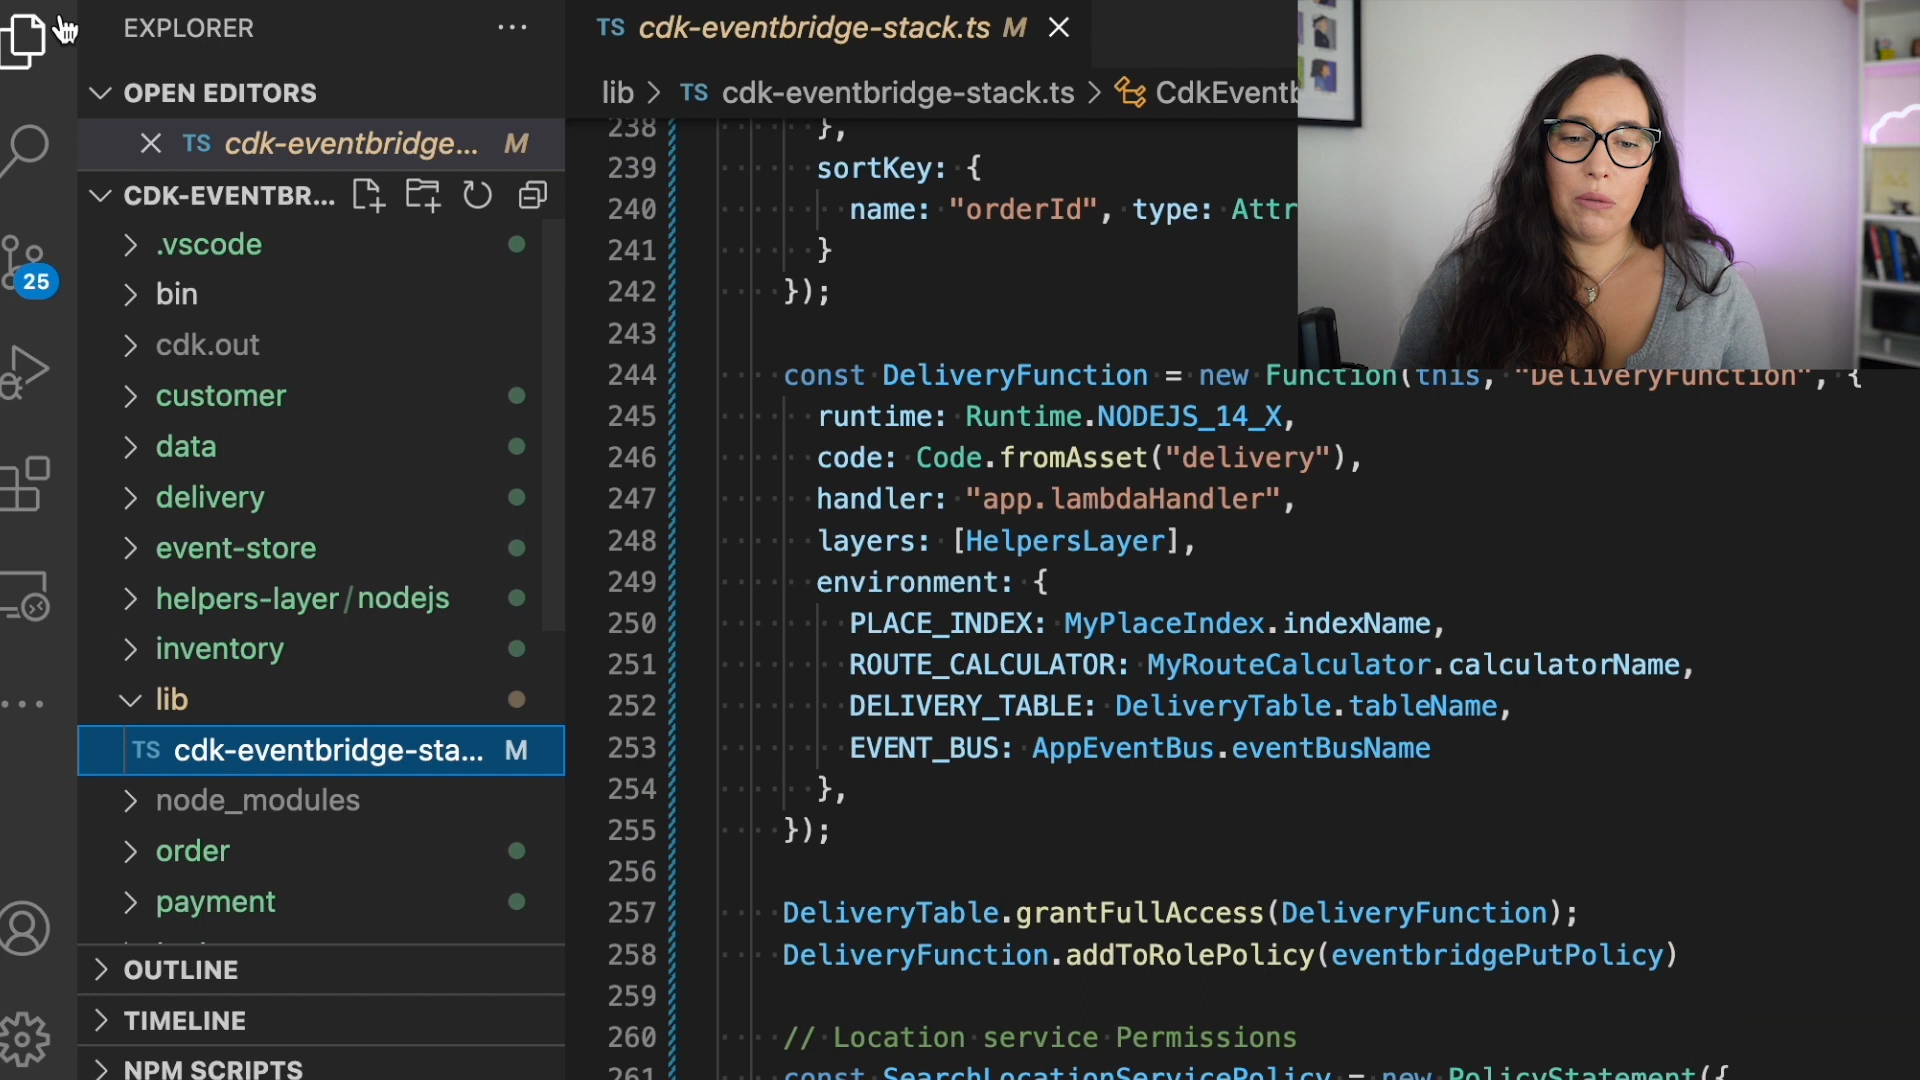 EXPLORER
OPEN EDITORS
TS cdk-eventbridge... M
CDK-EVENTBR...
.vscode
bin
cdk.out
customer
data
delivery
event-store
helpers-layer/nodejs
inventory
lib
TS cdk-eventbridge-sta... M
node_modules
order
payment
OUTLINE
TIMELINE
NPM SCRIPTS
25
TS cdk-eventbridge-stack.ts M
lib > TS cdk-eventbridge-stack.ts > CdkEventb
238 },
239 sortKey: {
240 name: "orderId", type: Attr
241 }
242 });
243
244 const DeliveryFunction = new Function(this, "DeliveryFunction", {
245 runtime: Runtime.NODEJS_14_X,
246 code: Code.fromAsset("delivery"),
247 handler: "app.lambdaHandler",
248 layers: [HelpersLayer],
249 environment: {
250 PLACE_INDEX: MyPlaceIndex.indexName,
251 ROUTE_CALCULATOR: MyRouteCalculator.calculatorName,
252 DELIVERY_TABLE: DeliveryTable.tableName,
253 EVENT_BUS: AppEventBus.eventBusName
254 },
255 });
256
257 DeliveryTable.grantFullAccess(DeliveryFunction);
258 DeliveryFunction.addToRolePolicy(eventbridgePutPolicy)
259
260 // Location service Permissions
261 const SearchLocationServicePolicy = new PolicyStatement({